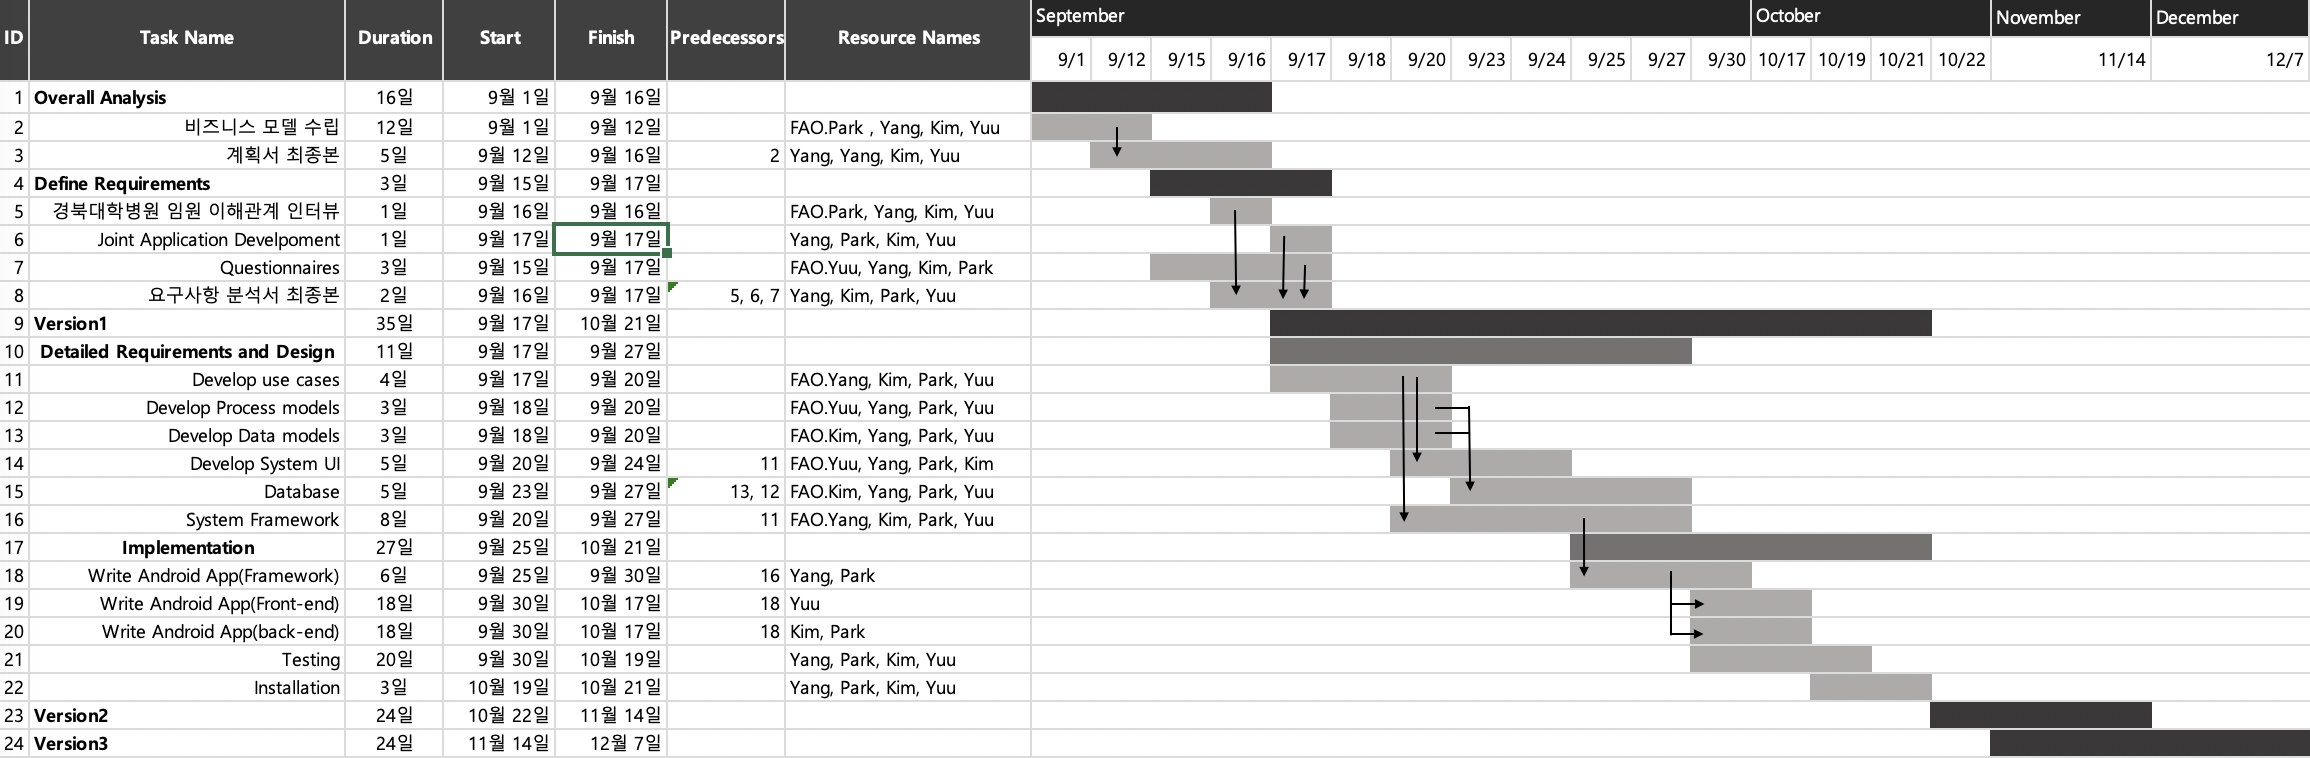 ID Task Name Duration Start Finish Predecessors Resource Names September October November December
9/1 9/12 9/15 9/16 9/17 9/18 9/20 9/23 9/24 9/25 9/27 9/30 10/17 10/19 10/21 10/22 11/14 12/7
1 Overall Analysis 16일 9월 1일 9월 16일
2 비즈니스 모델 수립 12일 9월 1일 9월 12일 FAO.Park , Yang, Kim, Yuu
3 계획서 최종본 5일 9월 12일 9월 16일 2 Yang, Yang, Kim, Yuu
4 Define Requirements 3일 9월 15일 9월 17일
5 경북대학병원 임원 이해관계 인터뷰 1일 9월 16일 9월 16일 FAO.Park, Yang, Kim, Yuu
6 Joint Application Develpoment 1일 9월 17일 9월 17일 Yang, Park, Kim, Yuu
7 Questionnaires 3일 9월 15일 9월 17일 FAO.Yuu, Yang, Kim, Park
8 요구사항 분석서 최종본 2일 9월 16일 9월 17일 5, 6, 7 Yang, Kim, Park, Yuu
9 Version1 35일 9월 17일 10월 21일
10 Detailed Requirements and Design 11일 9월 17일 9월 27일
11 Develop use cases 4일 9월 17일 9월 20일 FAO.Yang, Kim, Park, Yuu
12 Develop Process models 3일 9월 18일 9월 20일 FAO.Yuu, Yang, Park, Yuu
13 Develop Data models 3일 9월 18일 9월 20일 FAO.Kim, Yang, Park, Yuu
14 Develop System UI 5일 9월 20일 9월 24일 11 FAO.Yuu, Yang, Park, Kim
15 Database 5일 9월 23일 9월 27일 13, 12 FAO.Kim, Yang, Park, Yuu
16 System Framework 8일 9월 20일 9월 27일 11 FAO.Yang, Kim, Park, Yuu
17 Implementation 27일 9월 25일 10월 21일
18 Write Android App(Framework) 6일 9월 25일 9월 30일 16 Yang, Park
19 Write Android App(Front-end) 18일 9월 30일 10월 17일 18 Yuu
20 Write Android App(back-end) 18일 9월 30일 10월 17일 18 Kim, Park
21 Testing 20일 9월 30일 10월 19일 Yang, Park, Kim, Yuu
22 Installation 3일 10월 19일 10월 21일 Yang, Park, Kim, Yuu
23 Version2 24일 10월 22일 11월 14일
24 Version3 24일 11월 14일 12월 7일